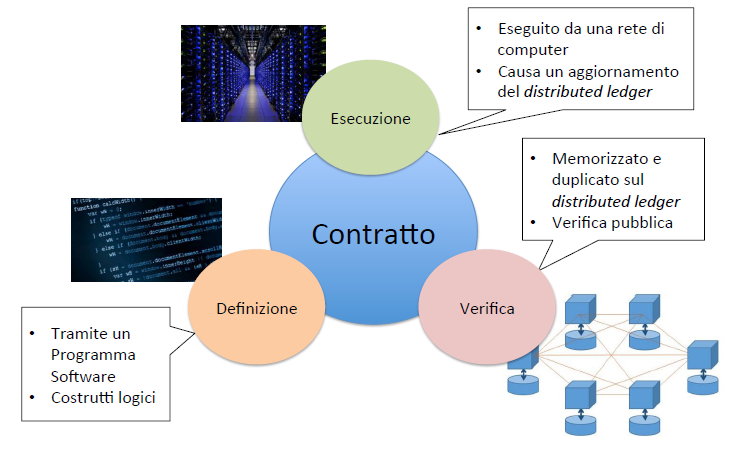 Eseguito da una rete di
computer
Causa un aggiornamento
del distributed ledger
Esecuzione
Memorizzato e
duplicato sul
distributed ledger
Verifica pubblica
Contratto
Definizione
Verifica
Tramite un
Programma
Software
Costrutti logici